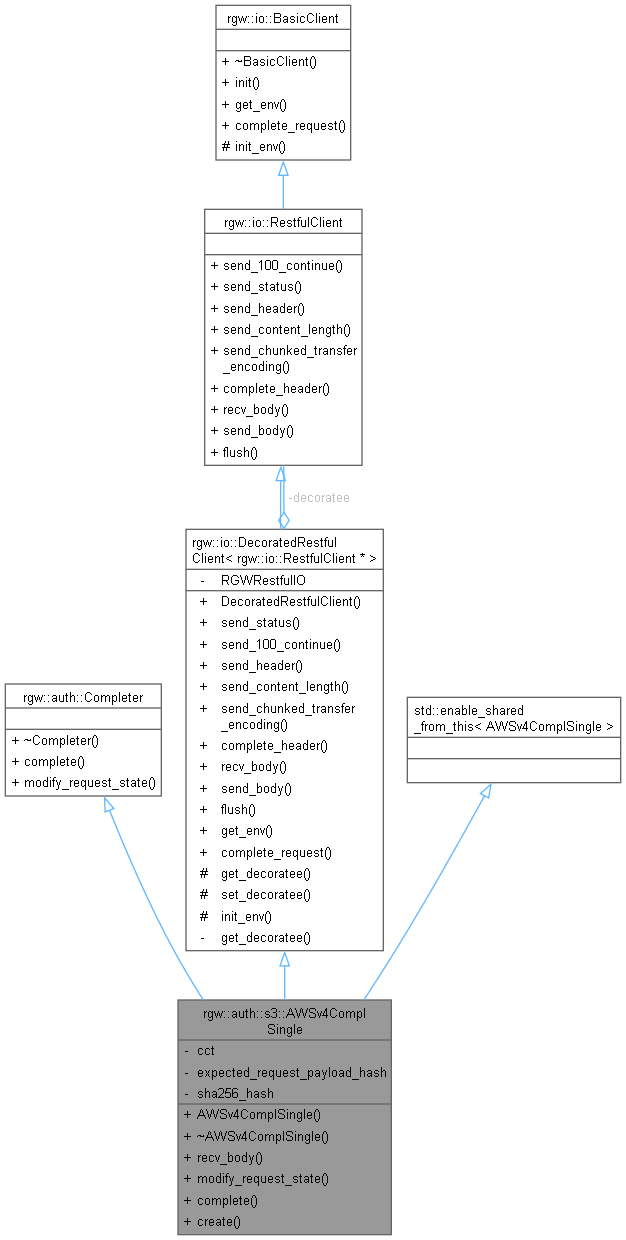 rgw::io::BasicClient
+ ~BasicClient()
+ init()
+ get_env()
+ complete_request()
# init_env()
rgw::io::RestfulClient
+ send_100_continue()
+ send_status()
+ send_header()
+ send_content_length()
+ send_chunked_transfer
_encoding()
+ complete_header()
+ recv_body()
+ send_body()
+ flush()
-decoratee
rgw::io::DecoratedRestful
Client< rgw::io::RestfulClient * >
- RGWRestfulIO
+ DecoratedRestfulClient()
+ send_status()
+ send_100_continue()
+ send_header()
+ send_content_length()
+ send_chunked_transfer
_encoding()
+ complete_header()
+ recv_body()
+ send_body()
+ flush()
+ get_env()
+ complete_request()
# get_decoratee()
# set_decoratee()
# init_env()
- get_decoratee()
rgw::auth::Completer
+ ~Completer()
+ complete()
+ modify_request_state()
std::enable_shared
_from_this< AWSv4ComplSingle >
rgw::auth::s3::AWSv4Compl
Single
- cct
- expected_request_payload_hash
- sha256_hash
+ AWSv4ComplSingle()
+ ~AWSv4ComplSingle()
+ recv_body()
+ modify_request_state()
+ complete()
+ create()